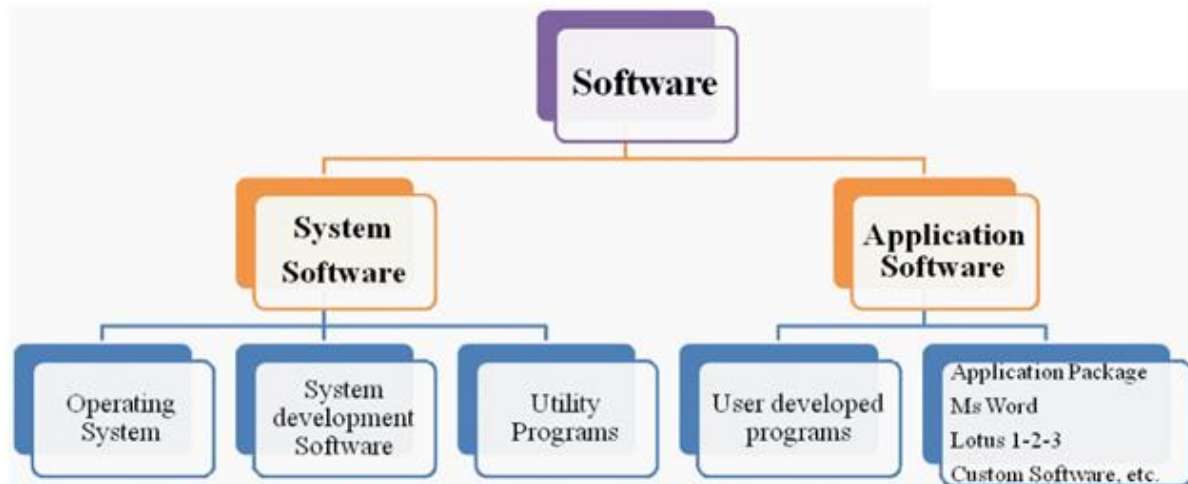 Software
System
Software
Application
Software
Operating
System
System
development
Software
Utility
Programs
User developed
programs
Application Package
Ms Word
Lotus 1-2-3
Custom Software, etc.